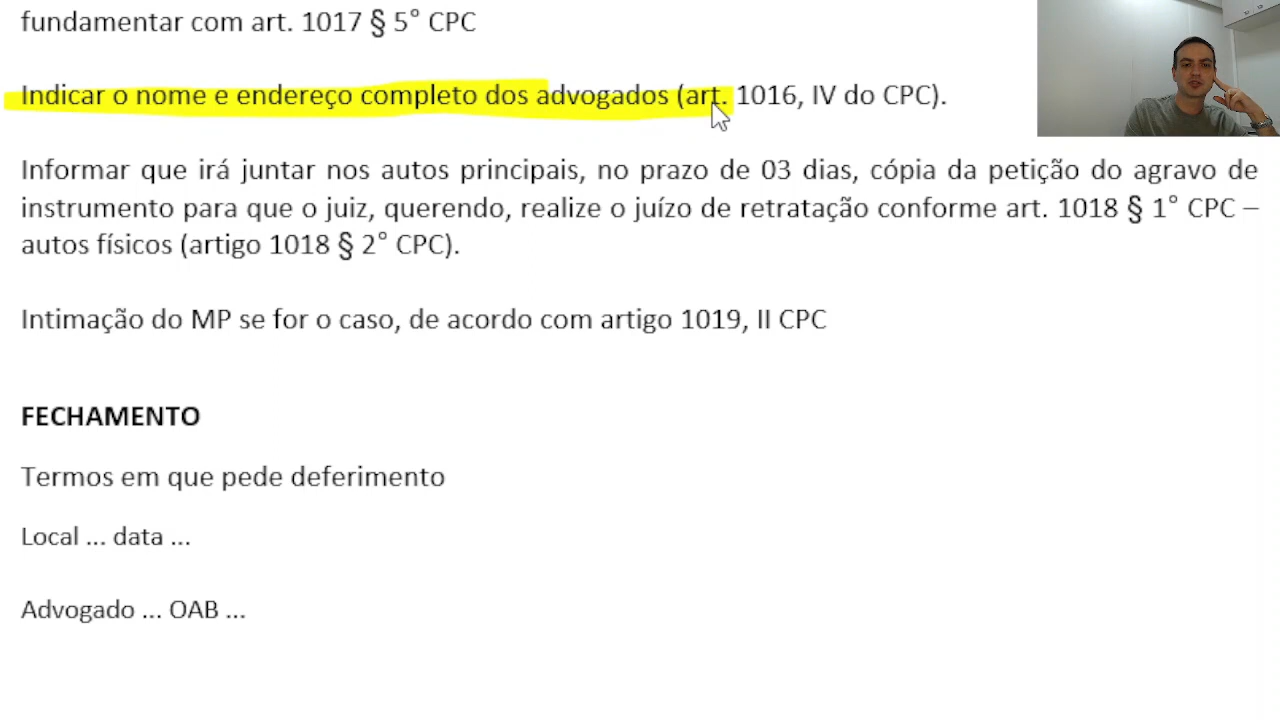 fundamentar com art. 1017 § 5° CPC
Indicar o nome e endereço completo dos advogados (art. 1016, IV do CPC).
Informar que irá juntar nos autos principais, no prazo de 03 dias, cópia da petição do agravo de
instrumento para que o juiz, querendo, realize o juízo de retratação conforme art. 1018 § 1° CPC –
autos físicos (artigo 1018 § 2° CPC).
Intimação do MP se for o caso, de acordo com artigo 1019, II CPC
FECHAMENTO
Termos em que pede deferimento
Local ... data ...
Advogado ... OAB ...